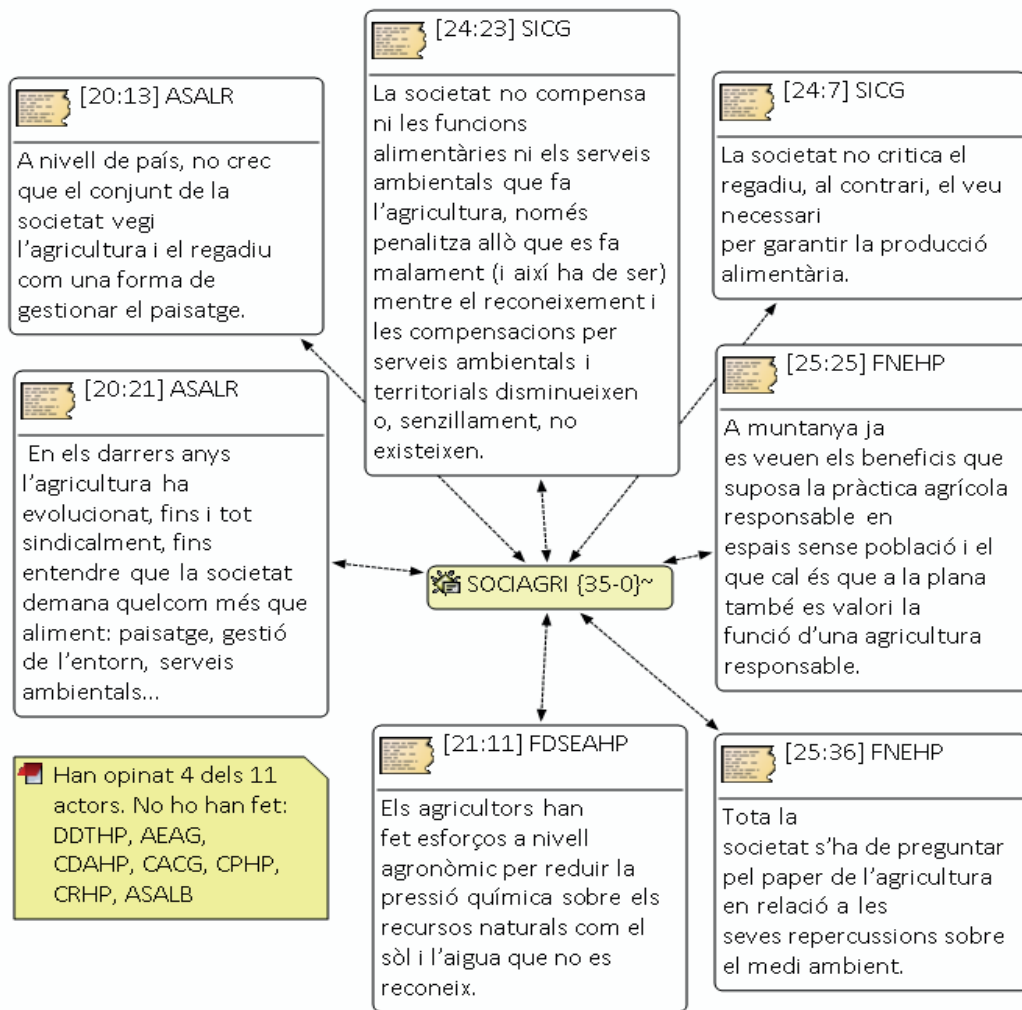 [24:23] SICG
La societat no compensa
ni les funcions
alimentàries ni els serveis
ambientals que fa
l'agricultura, només
penalitza allò que es fa
malament (i així ha de ser)
mentre el reconeixement i
les compensacions per
serveis ambientals i
territorials disminueixen
o, senzillament, no
existeixen.
[20:13] ASALR
A nivell de país, no crec
que el conjunt de la
societat vegi
l'agricultura i el regadiu
com una forma de
gestionar el paisatge.
[24:7] SICG
La societat no critica el
regadiu, al contrari, el veu
necessari
per garantir la producció
alimentària.
[20:21] ASALR
En els darrers anys
l'agricultura ha
evolucionat, fins i tot
sindicalment, fins
entendre que la societat
demana quelcom més que
aliment: paisatge, gestió
de l'entorn, serveis
ambientals...
[25:25] FNEHP
A muntanya ja
es veuen els beneficis que
suposa la pràctica agrícola
responsable en
espais sense població i el
que cal és que a la plana
també es valori la
funció d'una agricultura
responsable.
SOCIAGRI {35-0}~
Han opinat 4 dels 11
actors. No ho han fet:
DDTHP, AEAG,
CDAHP, CACG, CPHP,
CRHP, ASALB
[21:11] FDSEAHP
Els agricultors han
fet esforços a nivell
agronòmic per reduir la
pressió química sobre els
recursos naturals com el
sòl i l'aigua que no es
reconeix.
[25:36] FNEHP
Tota la
societat s'ha de preguntar
pel paper de l'agricultura
en relació a les
seves repercussions sobre
el medi ambient.